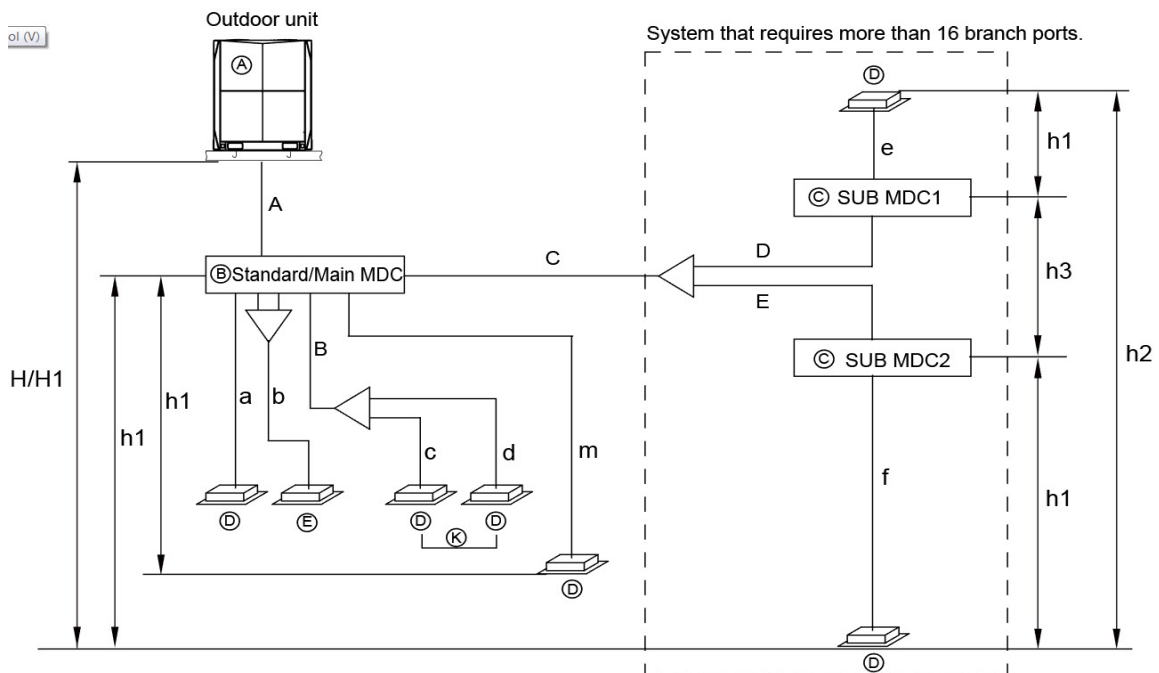 ol (V)
Outdoor unit
System that requires more than 16 branch ports.
Ⓐ
Ⓓ
h1
e
A
Ⓒ SUB MDC1
C
D
ⒷStandard/Main MDC
E
h3
B
Ⓒ SUB MDC2
h2
H/H1
h1
h1
a
b
c
d
m
f
h1
Ⓓ
Ⓔ
Ⓓ
Ⓚ
Ⓓ
Ⓓ
Ⓓ